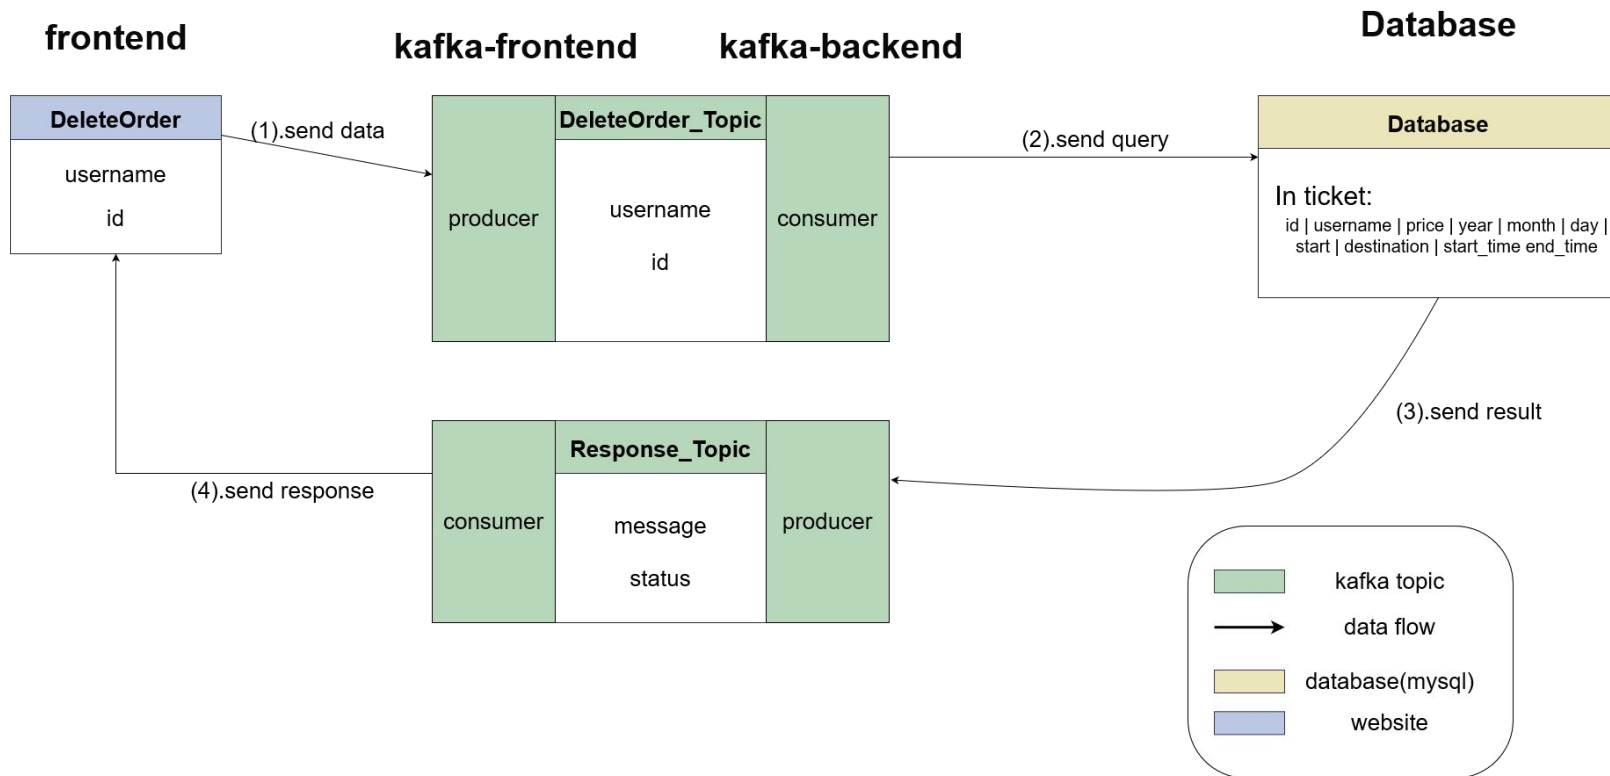 frontend
kafka-frontend
kafka-backend
Database
DeleteOrder
username
id
(1).send data
DeleteOrder_Topic
producer
username
id
consumer
(2).send query
Database
In ticket:
id | username | price | year | month | day |
start | destination | start_time end_time
(3).send result
Response_Topic
consumer
message
status
producer
(4).send response
kafka topic
data flow
database(mysql)
website